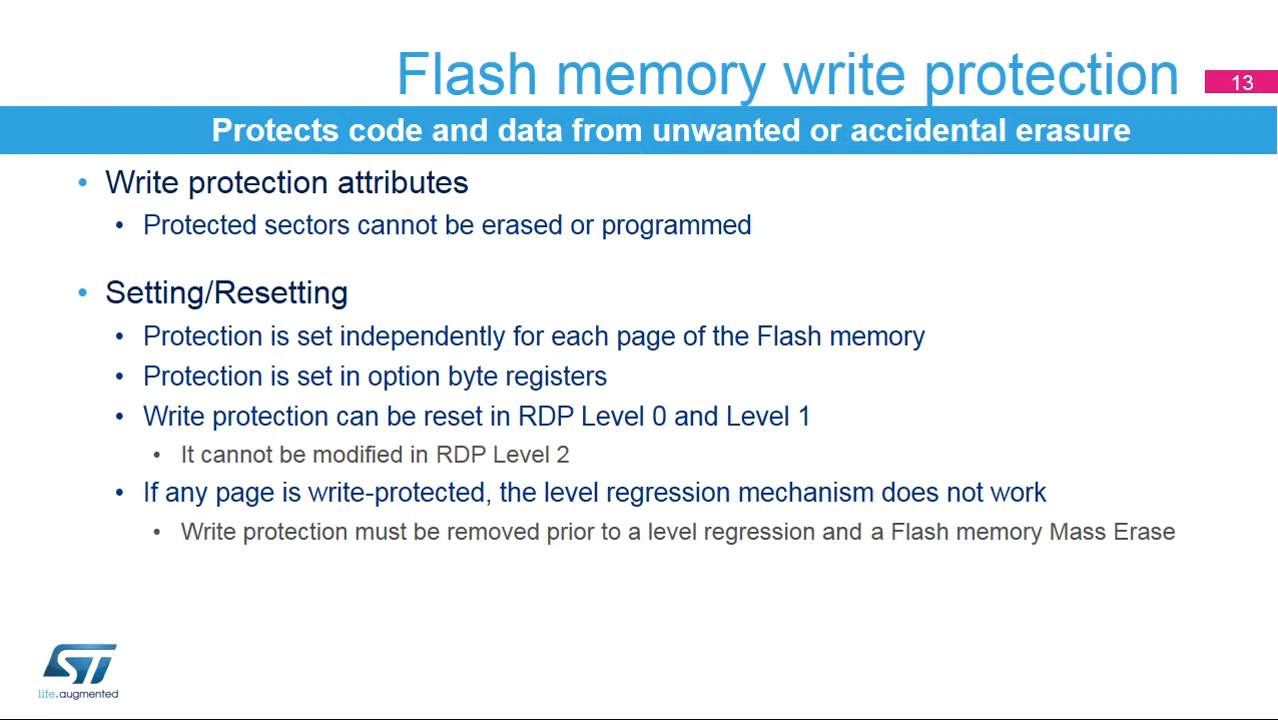 Flash memory write protection
13
Protects code and data from unwanted or accidental erasure
• Write protection attributes
• Protected sectors cannot be erased or programmed
• Setting/Resetting
• Protection is set independently for each page of the Flash memory
• Protection is set in option byte registers
• Write protection can be reset in RDP Level 0 and Level 1
• It cannot be modified in RDP Level 2
• If any page is write-protected, the level regression mechanism does not work
• Write protection must be removed prior to a level regression and a Flash memory Mass Erase
ST
life.augmented